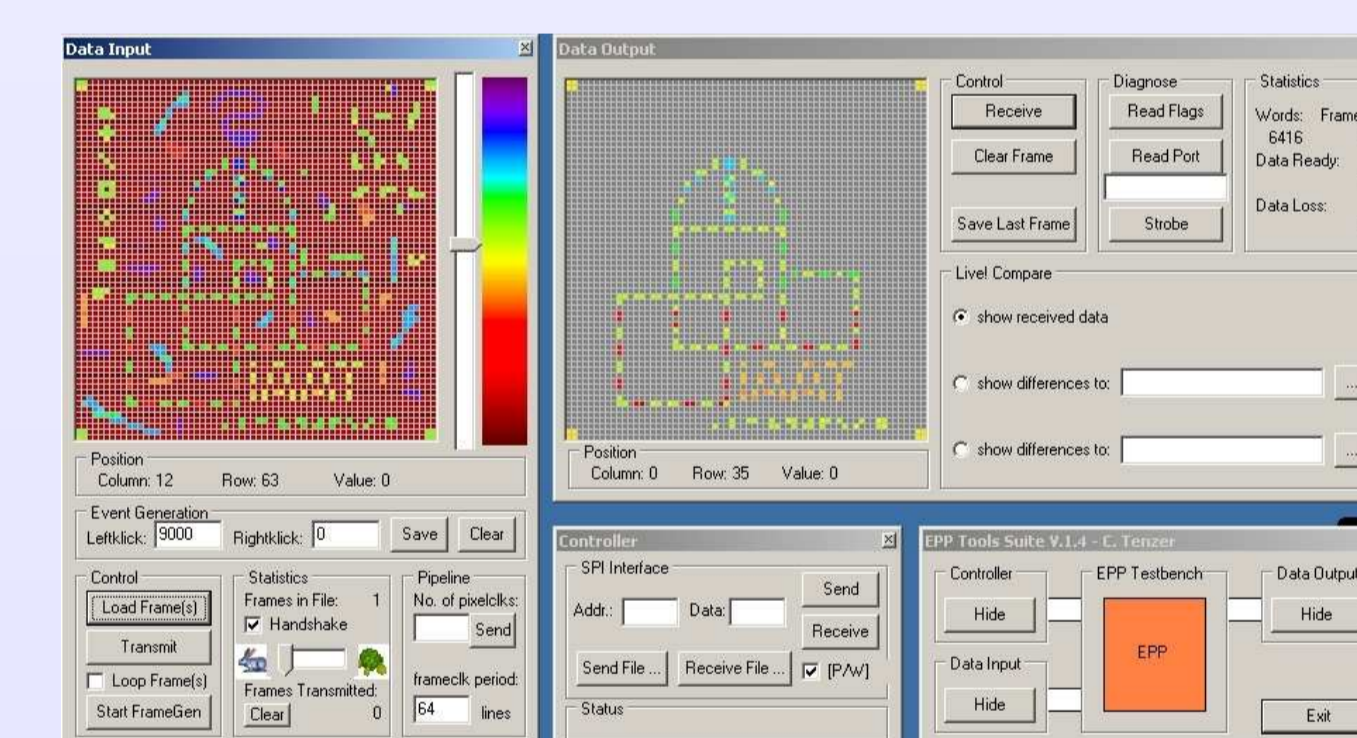 Data Input
Position
Column: 12 Row: 63 Value: 0
Event Generation
Leftklick: 9000 Rightklick: 0 Save Clear
Control
Load Frame(s)
Transmit
Loop Frame(s)
Start FrameGen
Statistics
Frames in File: 1
Handshake
Frames Transmitted:
Clear 0
Pipeline
No. of pixelclks:
Send
frameclk period:
64 lines
Data Output
IAAT
Position
Column: 0 Row: 35 Value: 0
Control
Receive
Clear Frame
Save Last Frame
Diagnose
Read Flags
Read Port
Strobe
Statistics
Words: Frame
6416
Data Ready:
Data Loss:
Live! Compare
show received data
show differences to: ...
show differences to: ...
Controller
SPI Interface
Addr.: Data: Send
Receive
Send File ... Receive File ... [P/W]
Status
EPP Tools Suite V.1.4 - C. Tenzer
Controller
Hide
Data Input
Hide
EPP Testbench
EPP
Data Output
Hide
Exit